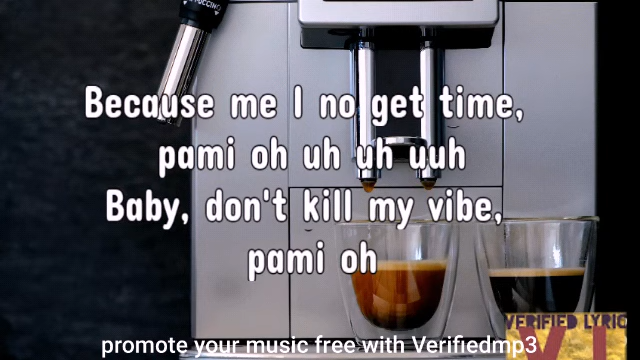 Because me I no get time,
pami oh uh uh uuh
Baby, don't kill my vibe,
pami oh
VERIFIED LYRIC
VL
promote your music free with Verifiedmp3